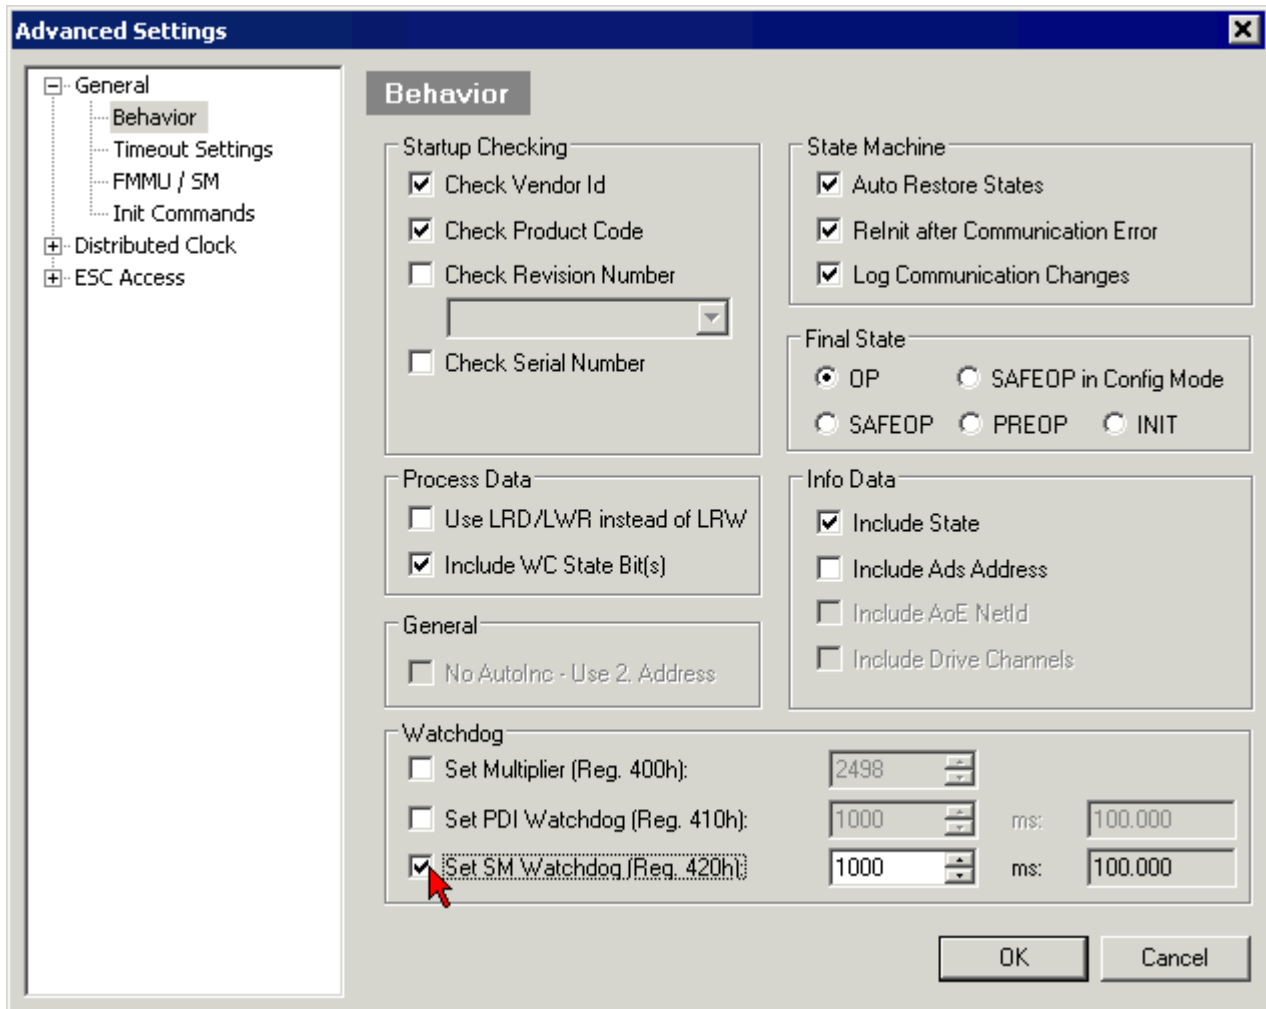 Advanced Settings
General
Behavior
Timeout Settings
FMMU / SM
Init Commands
Distributed Clock
ESC Access
Behavior
Startup Checking
Check Vendor Id
Check Product Code
Check Revision Number
Check Serial Number
State Machine
Auto Restore States
ReInit after Communication Error
Log Communication Changes
Final State
OP SAFEOP in Config Mode
SAFEOP PREOP INIT
Process Data
Use LRD/LWR instead of LRW
Include WC State Bit(s)
Info Data
Include State
Include Ads Address
Include AoE NetId
Include Drive Channels
General
No AutoInc - Use 2. Address
Watchdog
Set Multiplier (Reg. 400h): 2498
Set PDI Watchdog (Reg. 410h): 1000 ms: 100.000
Set SM Watchdog (Reg. 420h): 1000 ms: 100.000
OK Cancel